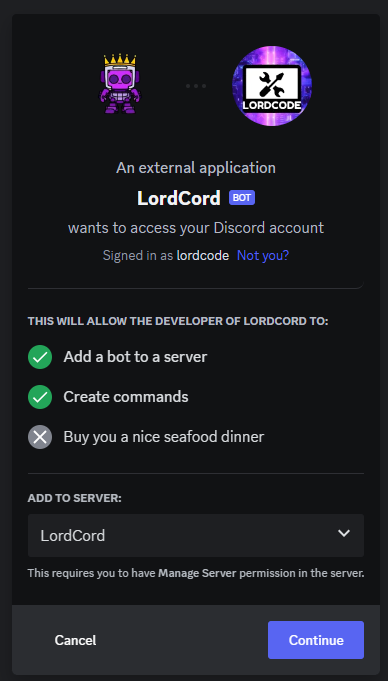 LORDCODE
An external application
LordCord BOT
wants to access your Discord account
Signed in as lordcode Not you?
THIS WILL ALLOW THE DEVELOPER OF LORDCORD TO:
Add a bot to a server
Create commands
Buy you a nice seafood dinner
ADD TO SERVER:
LordCord
This requires you to have Manage Server permission in the server.
Cancel
Continue